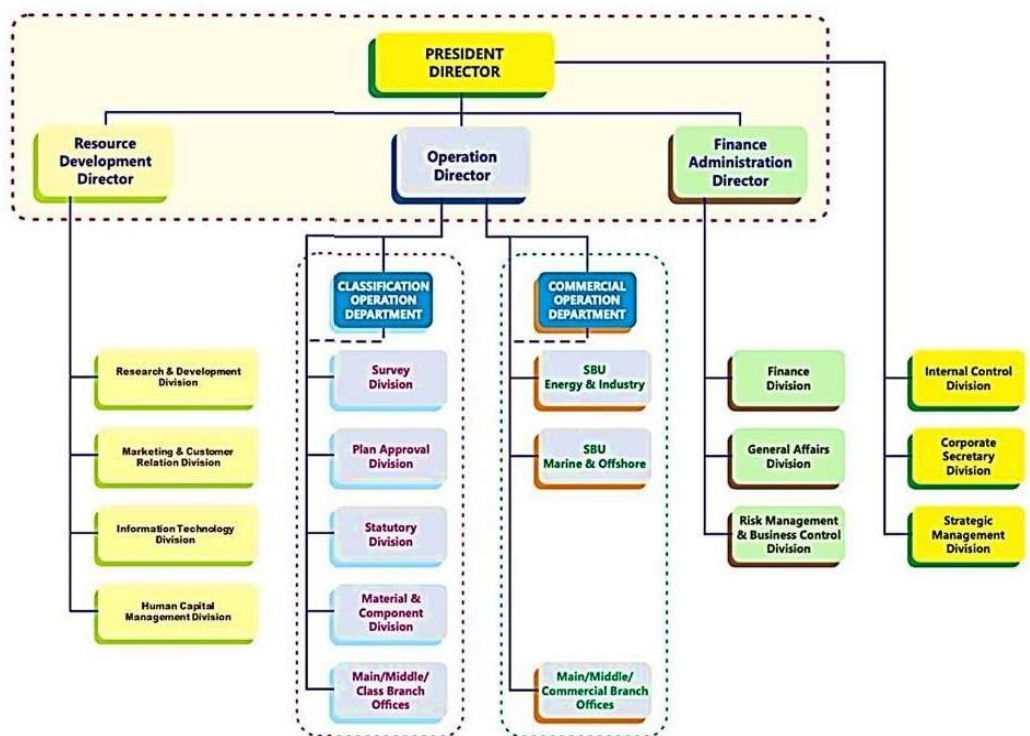 PRESIDENT
DIRECTOR
Resource
Development
Director
Operation
Director
Finance
Administration
Director
CLASSIFICATION
OPERATION
DEPARTMENT
COMMERCIAL
OPERATION
DEPARTMENT
Research & Development
Division
Survey
Division
SBU
Energy & Industry
Finance
Division
Internal Control
Division
Marketing & Customer
Relation Division
Plan Approval
Division
SBU
Marine & Offshore
General Affairs
Division
Corporate
Secretary
Division
Information Technology
Division
Statutory
Division
Risk Management
& Business Control
Division
Strategic
Management
Division
Human Capital
Management Division
Material &
Component
Division
Main/Middle/
Class Branch
Offices
Main/Middle/
Commercial Branch
Offices